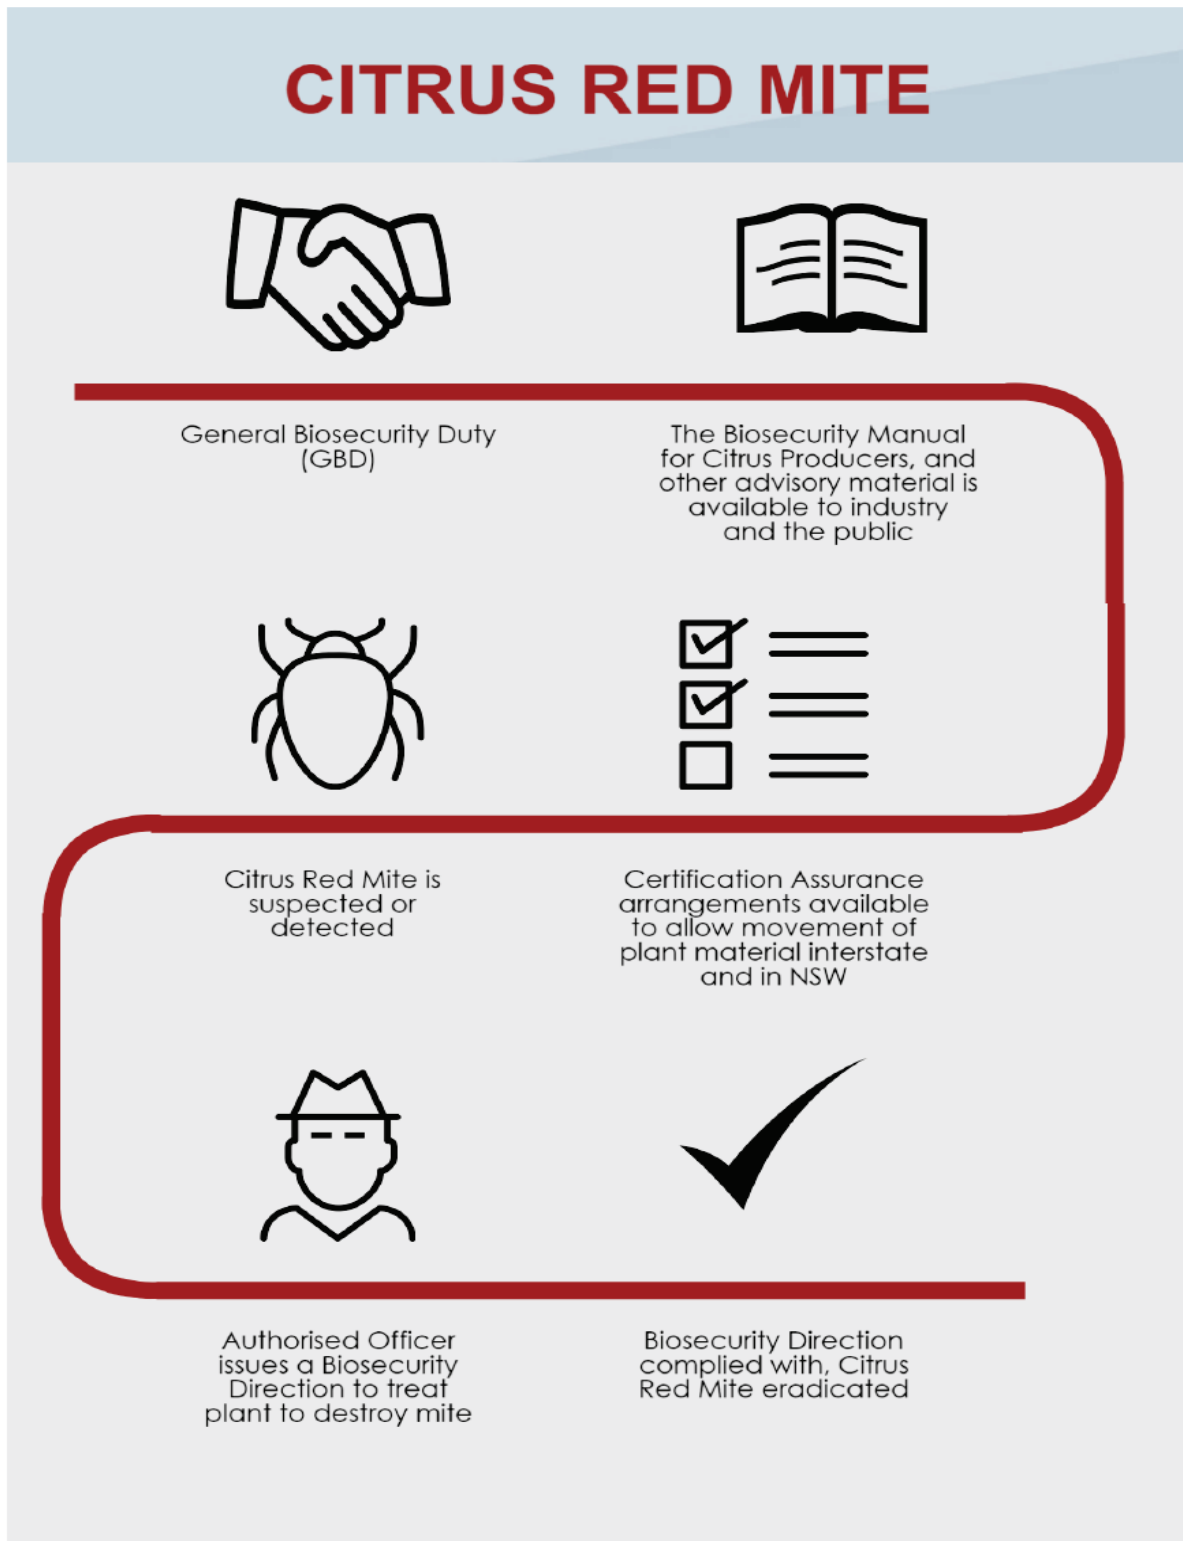 CITRUS RED MITE
General Biosecurity Duty
(GBD)
The Biosecurity Manual
for Citrus Producers, and
other advisory material is
available to industry
and the public
Citrus Red Mite is
suspected or
detected
Certification Assurance
arrangements available
to allow movement of
plant material interstate
and in NSW
Authorised Officer
issues a Biosecurity
Direction to treat
plant to destroy mite
Biosecurity Direction
complied with, Citrus
Red Mite eradicated